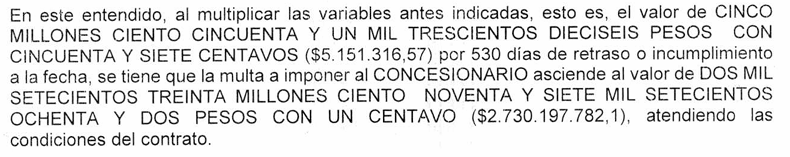 En este entendido, al multiplicar las variables antes indicadas, esto es, el valor de CINCO
MILLONES CIENTO CINCUENTA Y UN MIL TRESCIENTOS DIECISEIS PESOS CON
CINCUENTA Y SIETE CENTAVOS ($5.151.316,57) por 530 días de retraso o incumplimiento
a la fecha, se tiene que la multa a imponer al CONCESIONARIO asciende al valor de DOS MIL
SETECIENTOS TREINTA MILLONES CIENTO NOVENTA Y SIETE MIL SETECIENTOS
OCHENTA Y DOS PESOS CON UN CENTAVO ($2.730.197.782,1), atendiendo las
condiciones del contrato.